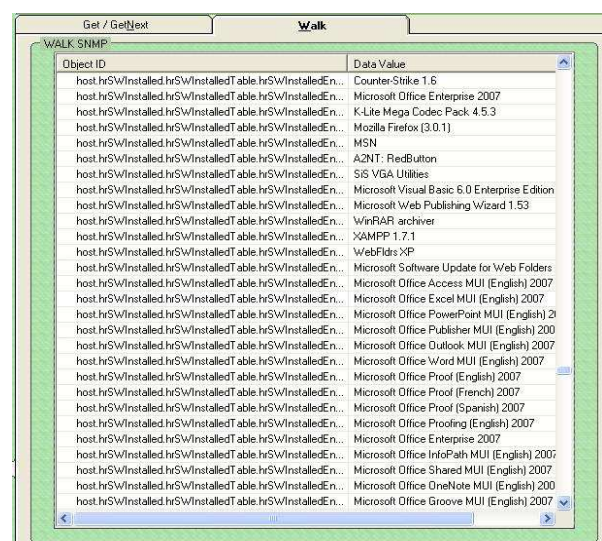 Get / GetNext Walk
WALK SNMP
Object ID Data Value
host.hrSWInstalled.hrSWInstalledTable.hrSWInstalledEn... Counter-Strike 1.6
host.hrSWInstalled.hrSWInstalledTable.hrSWInstalledEn... Microsoft Office Enterprise 2007
host.hrSWInstalled.hrSWInstalledTable.hrSWInstalledEn... K-Lite Mega Codec Pack 4.5.3
host.hrSWInstalled.hrSWInstalledTable.hrSWInstalledEn... Mozilla Firefox (3.0.1)
host.hrSWInstalled.hrSWInstalledTable.hrSWInstalledEn... MSN
host.hrSWInstalled.hrSWInstalledTable.hrSWInstalledEn... A2NT: RedButton
host.hrSWInstalled.hrSWInstalledTable.hrSWInstalledEn... SiS VGA Utilities
host.hrSWInstalled.hrSWInstalledTable.hrSWInstalledEn... Microsoft Visual Basic 6.0 Enterprise Edition
host.hrSWInstalled.hrSWInstalledTable.hrSWInstalledEn... Microsoft Web Publishing Wizard 1.53
host.hrSWInstalled.hrSWInstalledTable.hrSWInstalledEn... WinRAR archiver
host.hrSWInstalled.hrSWInstalledTable.hrSWInstalledEn... XAMPP 1.7.1
host.hrSWInstalled.hrSWInstalledTable.hrSWInstalledEn... WebFldrs XP
host.hrSWInstalled.hrSWInstalledTable.hrSWInstalledEn... Microsoft Software Update for Web Folders
host.hrSWInstalled.hrSWInstalledTable.hrSWInstalledEn... Microsoft Office Access MUI (English) 2007
host.hrSWInstalled.hrSWInstalledTable.hrSWInstalledEn... Microsoft Office Excel MUI (English) 2007
host.hrSWInstalled.hrSWInstalledTable.hrSWInstalledEn... Microsoft Office PowerPoint MUI (English) 2
host.hrSWInstalled.hrSWInstalledTable.hrSWInstalledEn... Microsoft Office Publisher MUI (English) 200
host.hrSWInstalled.hrSWInstalledTable.hrSWInstalledEn... Microsoft Office Outlook MUI (English) 2007
host.hrSWInstalled.hrSWInstalledTable.hrSWInstalledEn... Microsoft Office Word MUI (English) 2007
host.hrSWInstalled.hrSWInstalledTable.hrSWInstalledEn... Microsoft Office Proof (English) 2007
host.hrSWInstalled.hrSWInstalledTable.hrSWInstalledEn... Microsoft Office Proof (French) 2007
host.hrSWInstalled.hrSWInstalledTable.hrSWInstalledEn... Microsoft Office Proof (Spanish) 2007
host.hrSWInstalled.hrSWInstalledTable.hrSWInstalledEn... Microsoft Office Proofing (English) 2007
host.hrSWInstalled.hrSWInstalledTable.hrSWInstalledEn... Microsoft Office Enterprise 2007
host.hrSWInstalled.hrSWInstalledTable.hrSWInstalledEn... Microsoft Office InfoPath MUI (English) 2007
host.hrSWInstalled.hrSWInstalledTable.hrSWInstalledEn... Microsoft Office Shared MUI (English) 2007
host.hrSWInstalled.hrSWInstalledTable.hrSWInstalledEn... Microsoft Office OneNote MUI (English) 200
host.hrSWInstalled.hrSWInstalledTable.hrSWInstalledEn... Microsoft Office Groove MUI (English) 2007